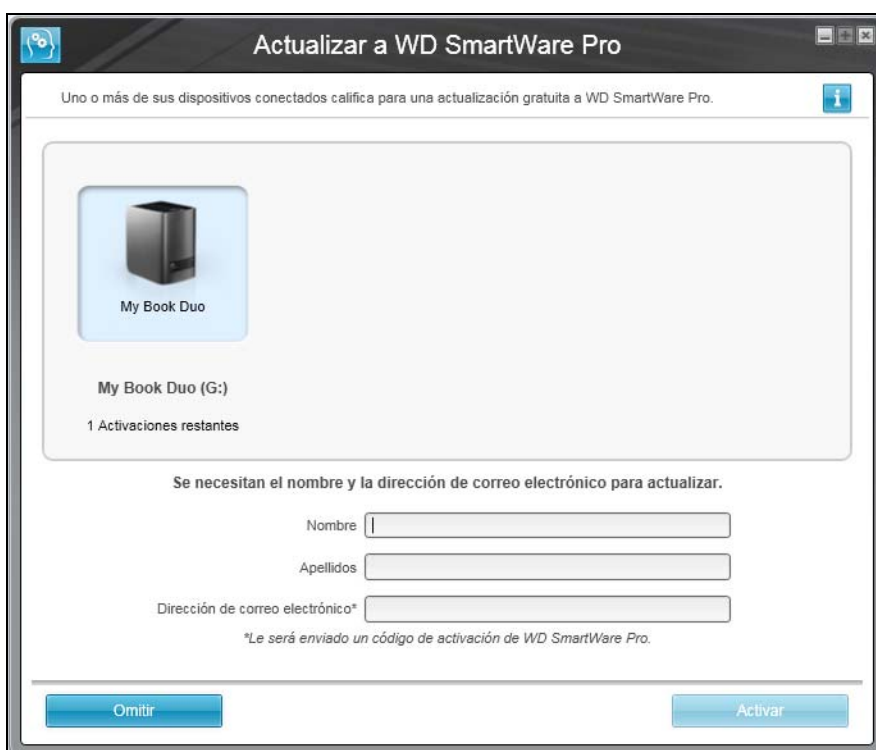 Actualizar a WD SmartWare Pro
Uno o más de sus dispositivos conectados califica para una actualización gratuita a WD SmartWare Pro.
My Book Duo
My Book Duo (G:)
1 Activaciones restantes
Se necesitan el nombre y la dirección de correo electrónico para actualizar.
Nombre
Apellidos
Dirección de correo electrónico*
*Le será enviado un código de activación de WD SmartWare Pro.
Omitir
Activar